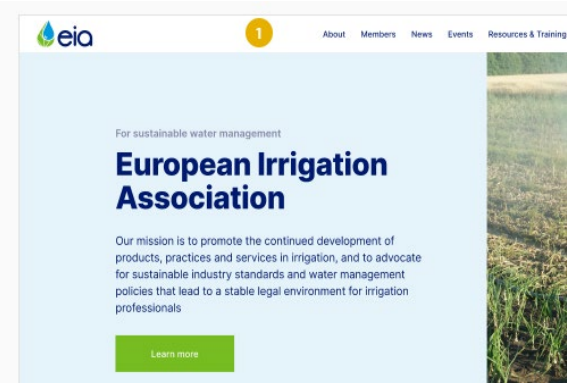 eia
1
About Members News Events Resources & Training
For sustainable water management
European Irrigation
Association
Our mission is to promote the continued development of
products, practices and services in irrigation, and to advocate
for sustainable industry standards and water management
policies that lead to a stable legal environment for irrigation
professionals
Learn more